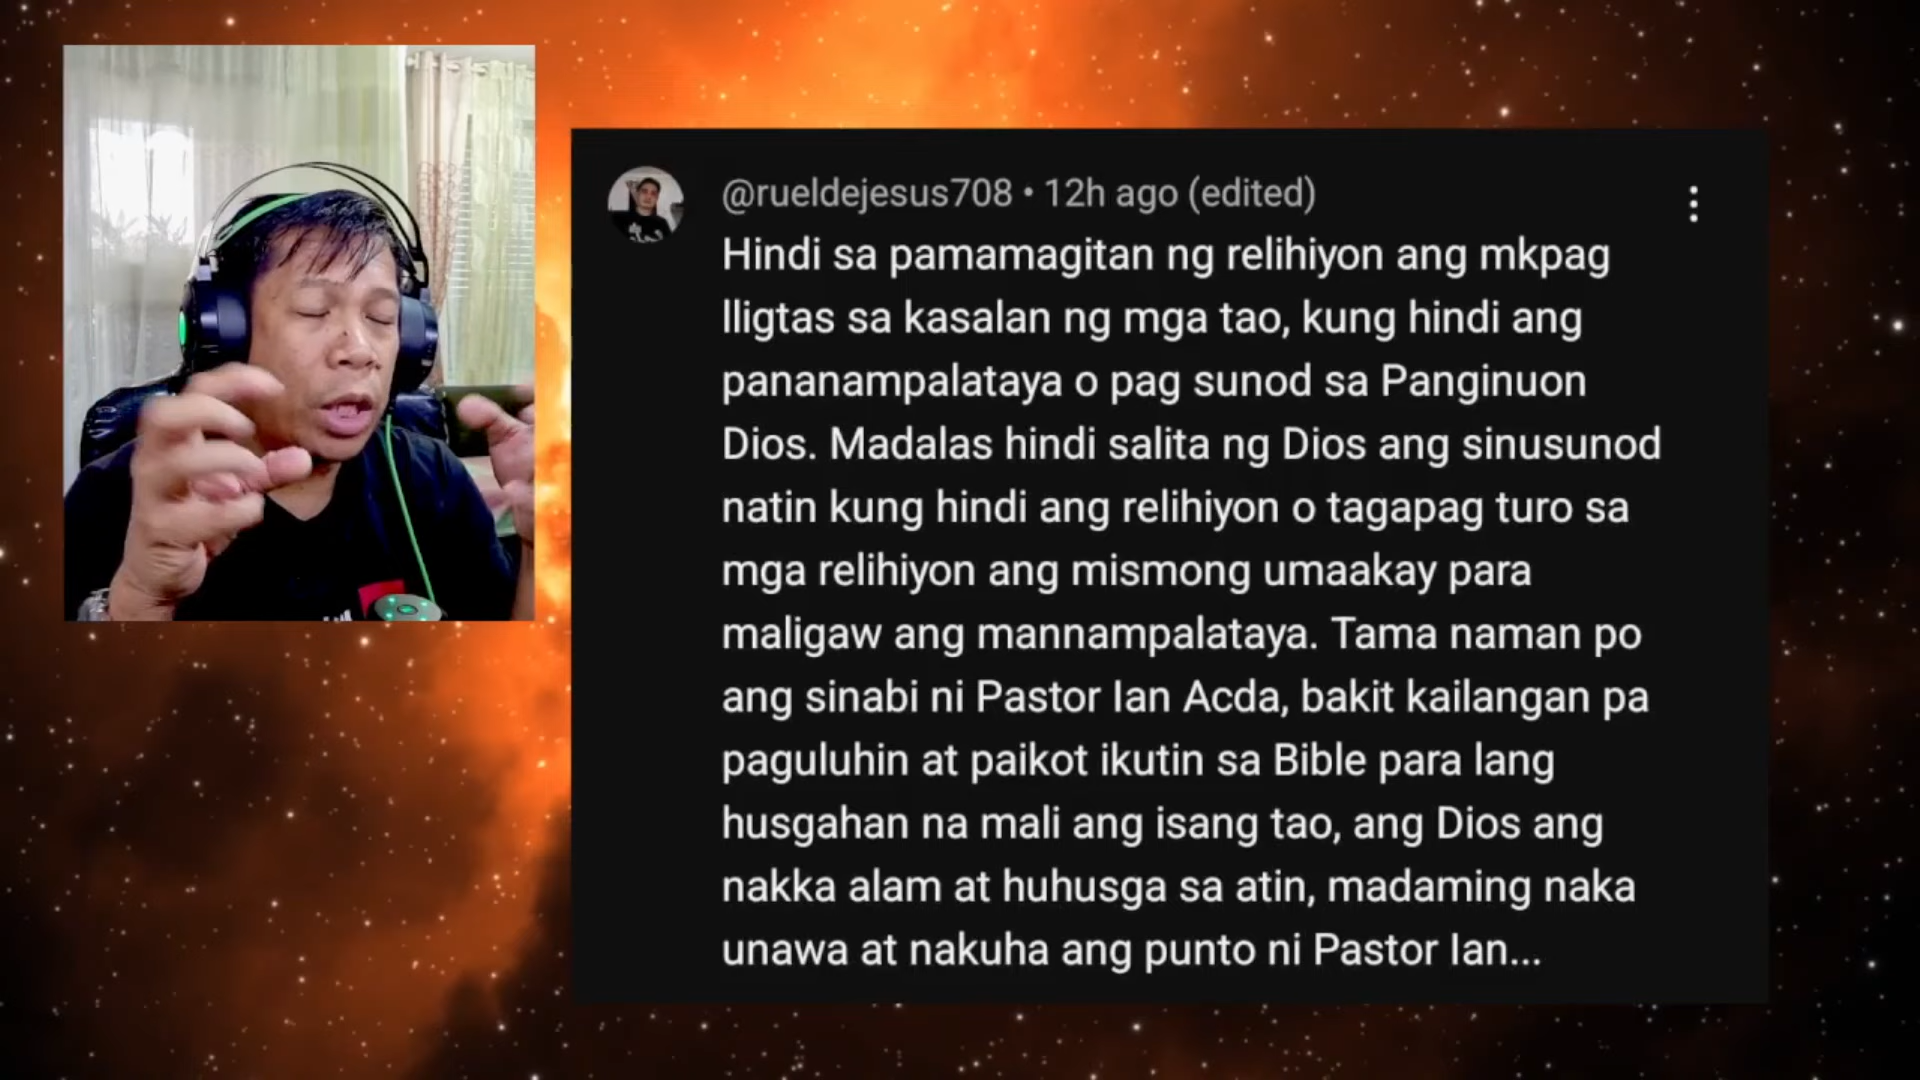 @rueldejesus708 • 12h ago (edited)
Hindi sa pamamagitan ng relihiyon ang mkpag
lligtas sa kasalan ng mga tao, kung hindi ang
pananampalataya o pag sunod sa Panginuon
Dios. Madalas hindi salita ng Dios ang sinusunod
natin kung hindi ang relihiyon o tagapag turo sa
mga relihiyon ang mismong umaakay para
maligaw ang mannampalataya. Tama naman po
ang sinabi ni Pastor Ian Acda, bakit kailangan pa
paguluhin at paikot ikutin sa Bible para lang
husgahan na mali ang isang tao, ang Dios ang
nakka alam at huhusga sa atin, madaming naka
unawa at nakuha ang punto ni Pastor Ian...